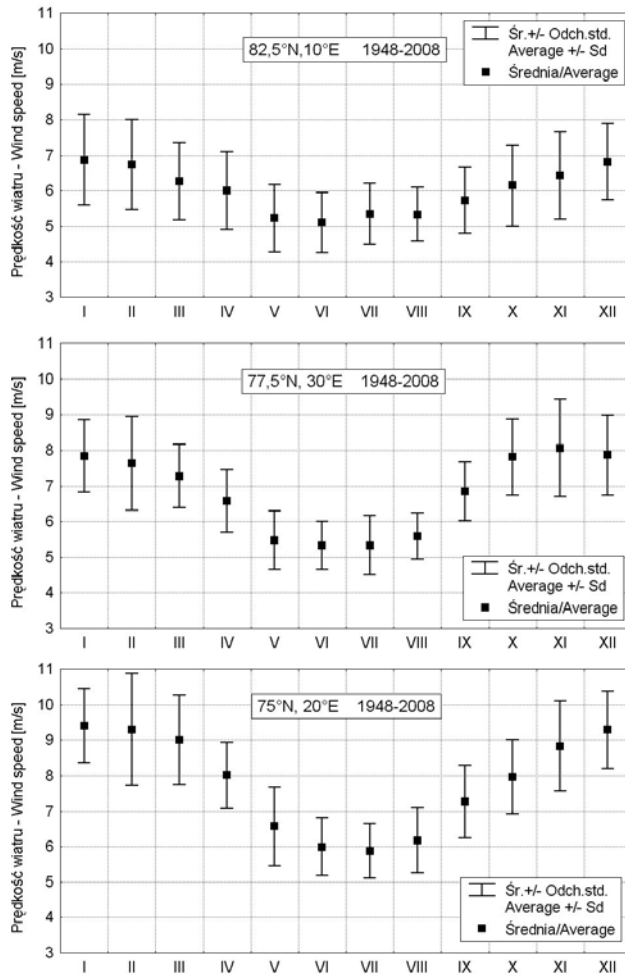 Prędkość wiatru - Wind speed [m/s]
11
10
9
8
7
6
5
4
3
82,5°N,10°E 1948-2008
Śr.+/- Odch.std.
Average +/- Sd
Średnia/Average
I II III IV V VI VII VIII IX X XI XII
Prędkość wiatru - Wind speed [m/s]
11
10
9
8
7
6
5
4
3
77,5°N, 30°E 1948-2008
Śr.+/- Odch.std.
Average +/- Sd
Średnia/Average
I II III IV V VI VII VIII IX X XI XII
Prędkość wiatru - Wind speed [m/s]
11
10
9
8
7
6
5
4
3
75°N, 20°E 1948-2008
Śr.+/- Odch.std.
Average +/- Sd
Średnia/Average
I II III IV V VI VII VIII IX X XI XII